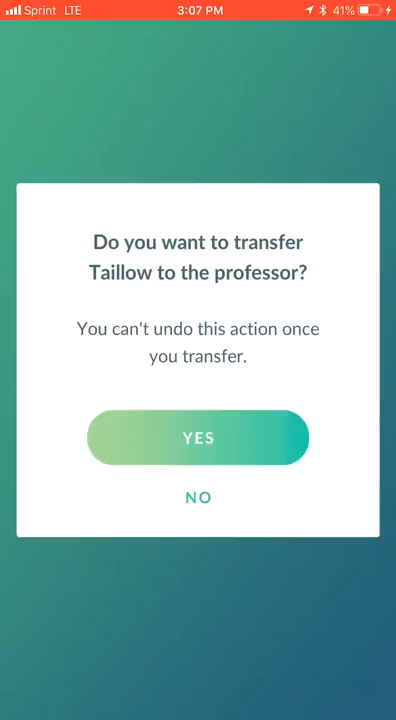 Sprint LTE 3:07 PM 41%
Do you want to transfer
Taillow to the professor?
You can't undo this action once
you transfer.
YES
NO